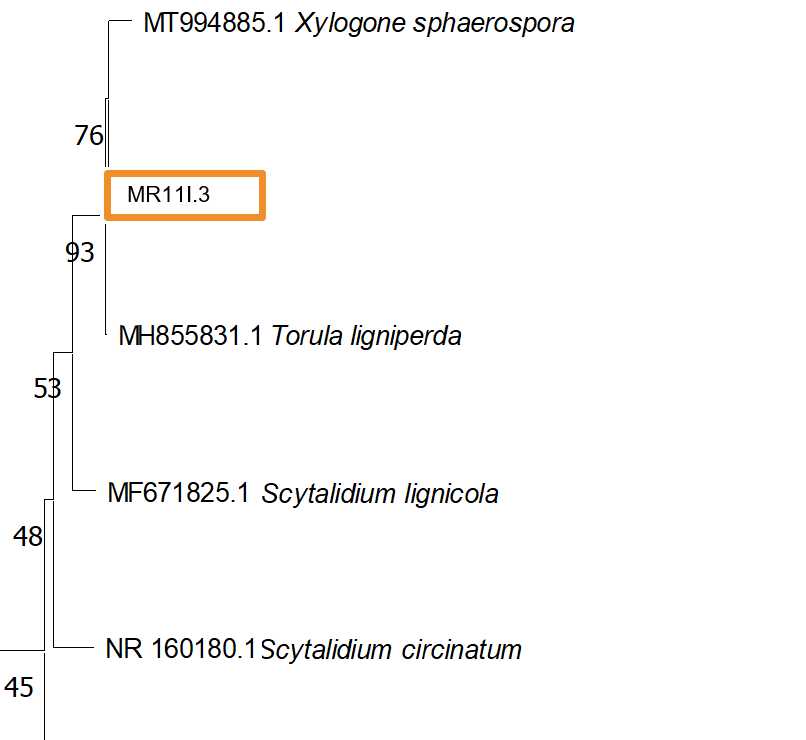 MT994885.1 Xylogone sphaerospora
76
MR11I.3
93
MH855831.1 Torula ligniperda
53
MF671825.1 Scytalidium lignicola
48
NR 160180.1 Scytalidium circinatum
45